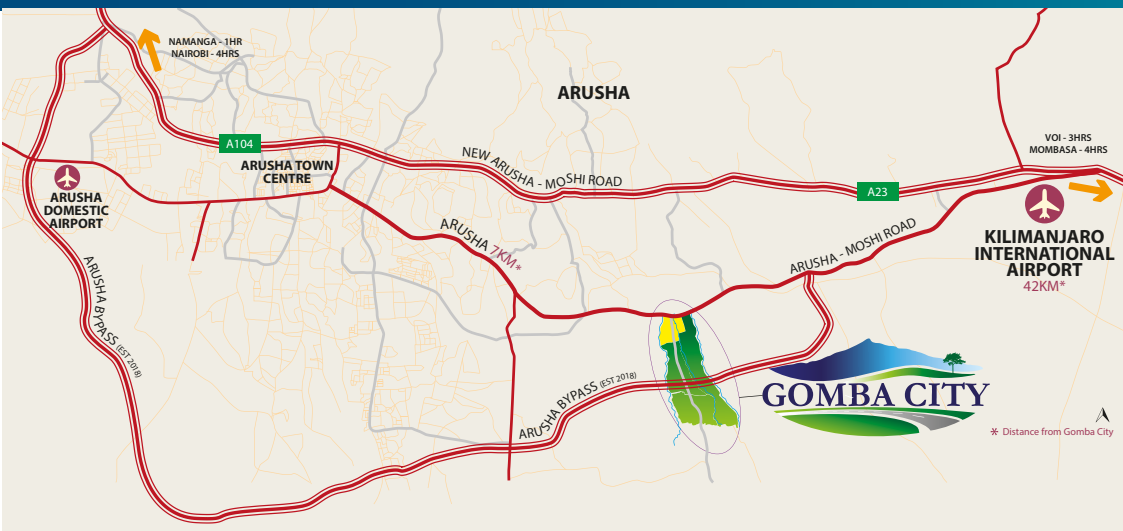 NAMANGA - 1HR
NAIROBI - 4HRS
ARUSHA
VOI - 3HRS
MOMBASA - 4HRS
A104
ARUSHA TOWN
CENTRE
NEW ARUSHA - MOSHI ROAD
A23
ARUSHA
DOMESTIC
AIRPORT
ARUSHA 7KM*
ARUSHA - MOSHI ROAD
KILIMANJARO
INTERNATIONAL
AIRPORT
42KM*
ARUSHA BYPASS (EST 2018)
ARUSHA BYPASS (EST 2018)
GOMBA CITY
* Distance from Gomba City